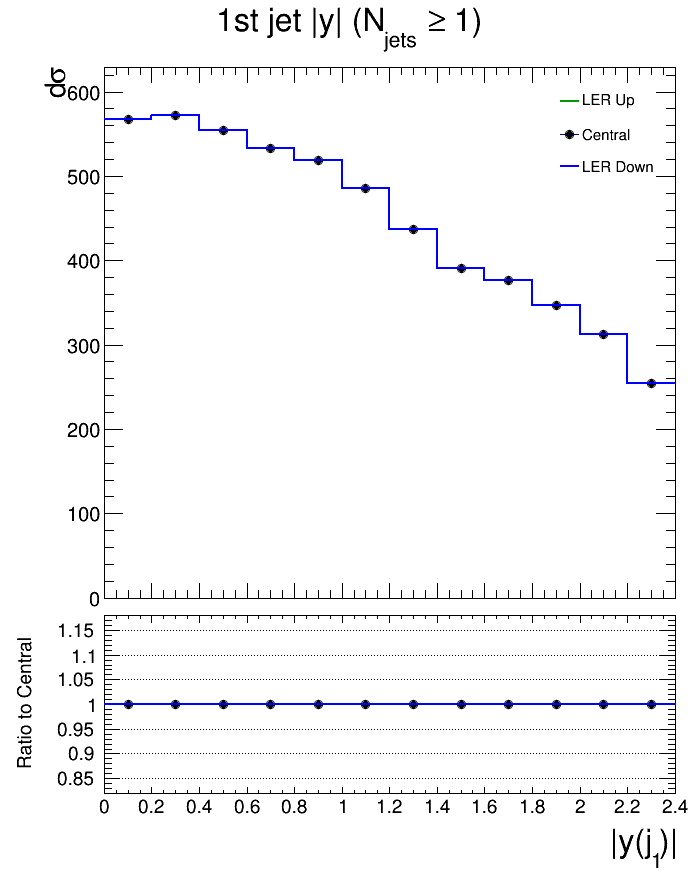 1st jet |y| (N_jets ≥ 1)
dσ
600
500
400
300
200
100
0
LER Up
Central
LER Down
Ratio to Central
1.15
1.1
1.05
1
0.95
0.9
0.85
0 0.2 0.4 0.6 0.8 1 1.2 1.4 1.6 1.8 2 2.2 2.4
|y(j_1)|